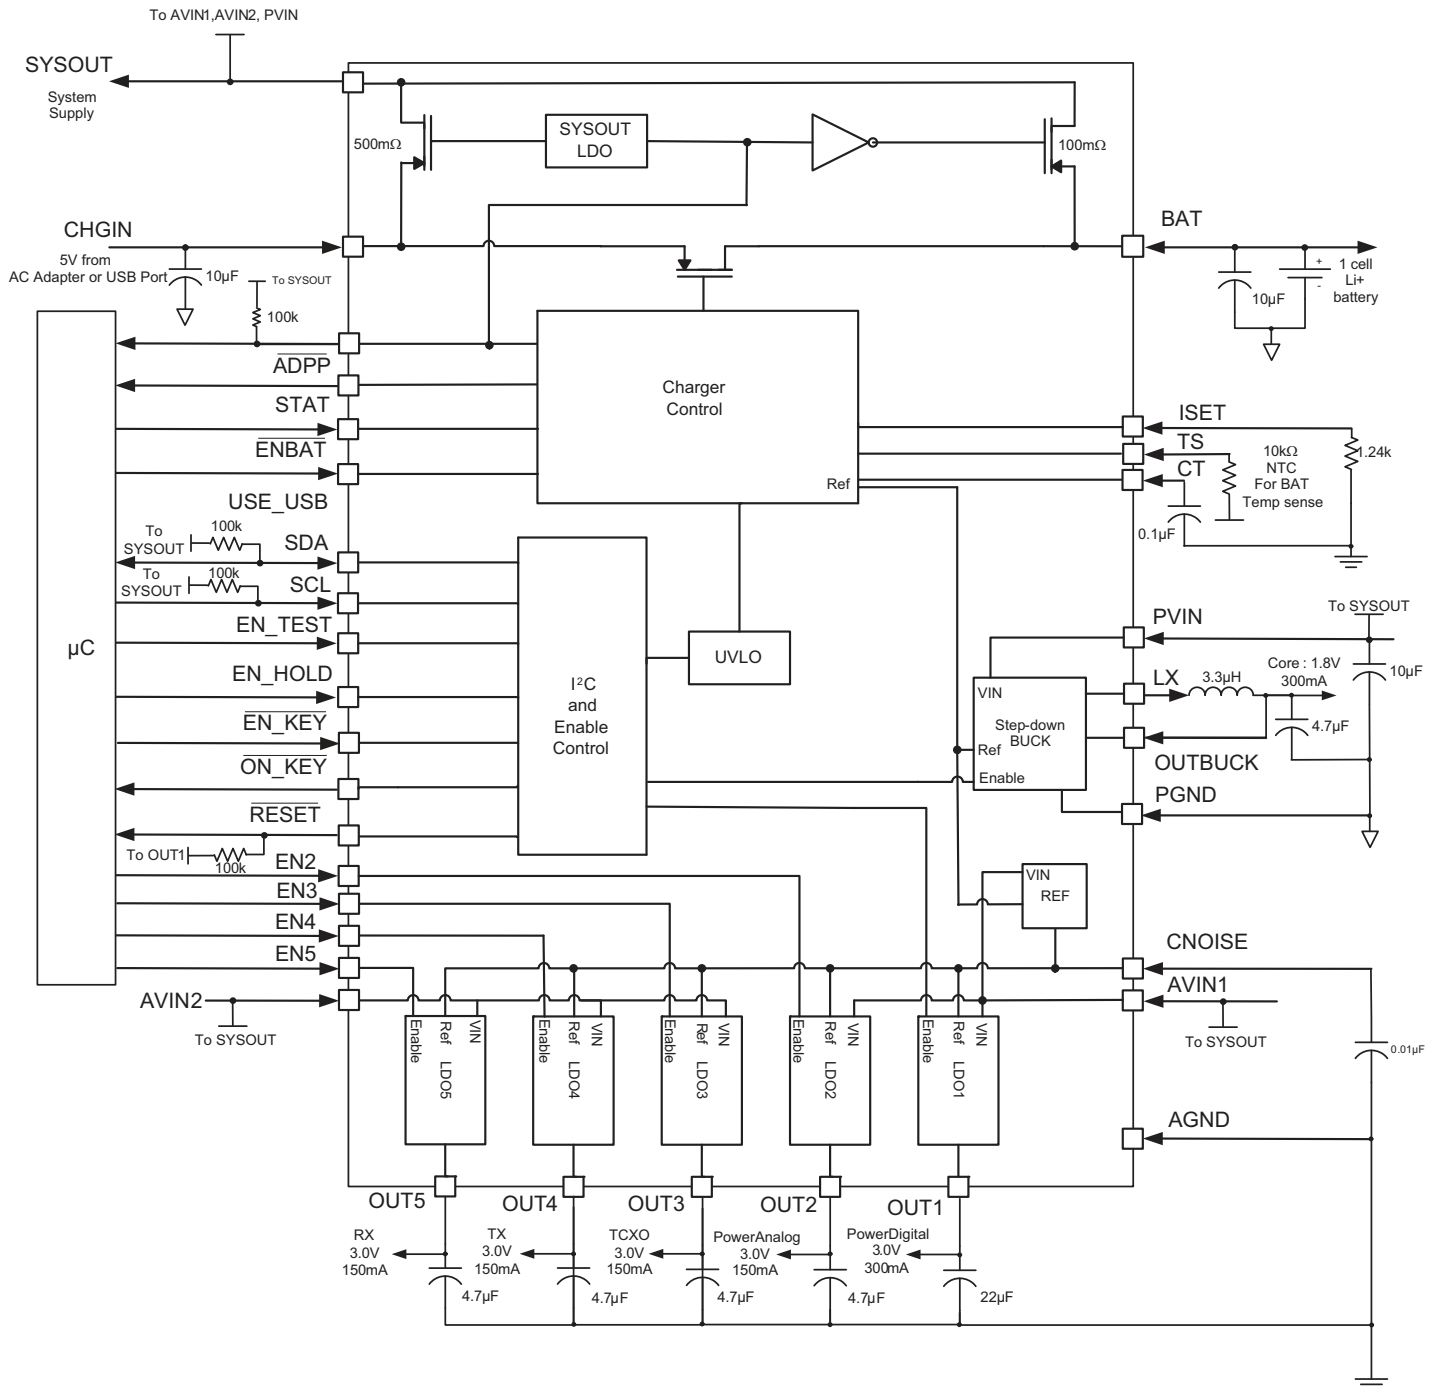 To AVIN1,AVIN2, PVIN
SYSOUT
System
Supply
500mΩ
SYSOUT
LDO
100mΩ
CHGIN
5V from
AC Adapter or USB Port
10µF
To SYSOUT
100k
BAT
10µF
+
-
1 cell
Li+
battery
ADPP
STAT
ENBAT
USE_USB
Charger
Control
Ref
ISET
TS
CT
10kΩ
NTC
For BAT
Temp sense
1.24k
0.1µF
To
SYSOUT
100k
SDA
To
SYSOUT
100k
SCL
EN_TEST
EN_HOLD
EN_KEY
ON_KEY
RESET
To OUT1
100k
µC
I²C
and
Enable
Control
UVLO
To SYSOUT
PVIN
10µF
LX
3.3µH
Core : 1.8V
300mA
4.7µF
VIN
Step-down
BUCK
Ref
Enable
OUTBUCK
PGND
EN2
EN3
EN4
EN5
VIN
REF
CNOISE
AVIN2
To SYSOUT
AVIN1
To SYSOUT
0.01µF
Enable
Ref
VIN
LDO5
Enable
Ref
VIN
LDO4
Enable
Ref
VIN
LDO3
Enable
Ref
VIN
LDO2
Enable
Ref
VIN
LDO1
AGND
OUT5
OUT4
OUT3
OUT2
OUT1
RX
3.0V
150mA
4.7µF
TX
3.0V
150mA
4.7µF
TCXO
3.0V
150mA
4.7µF
PowerAnalog
3.0V
150mA
4.7µF
PowerDigital
3.0V
300mA
22µF